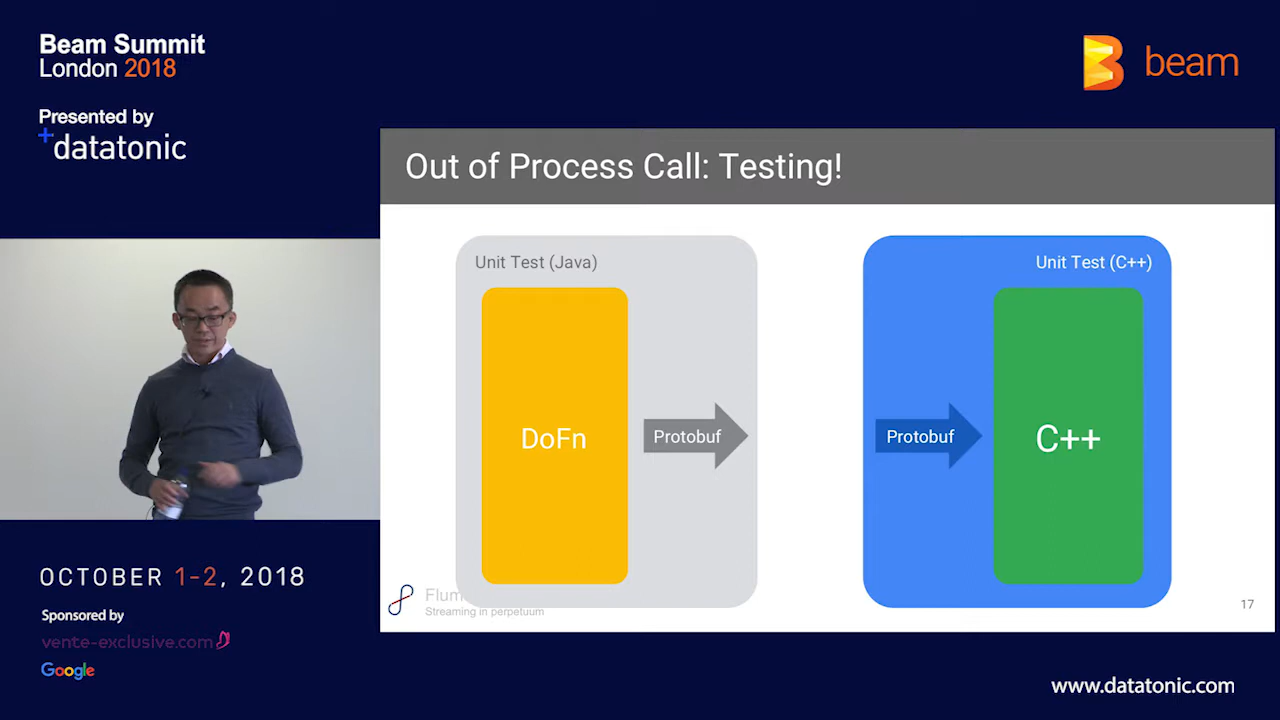 Beam Summit
London 2018
Presented by
+datatonic
beam
Out of Process Call: Testing!
Unit Test (Java)
DoFn
Protobuf
Unit Test (C++)
Protobuf
C++
Flum
Streaming in perpetuum
17
OCTOBER 1-2, 2018
Sponsored by
vente-exclusive.com
Google
www.datatonic.com